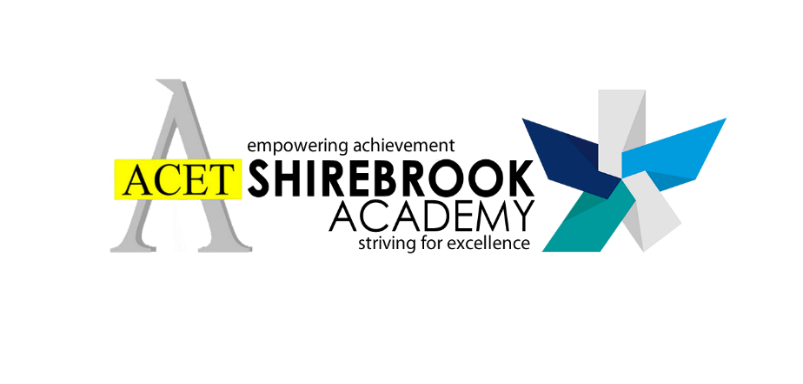 ACET
empowering achievement
SHIREBROOK
ACADEMY
striving for excellence